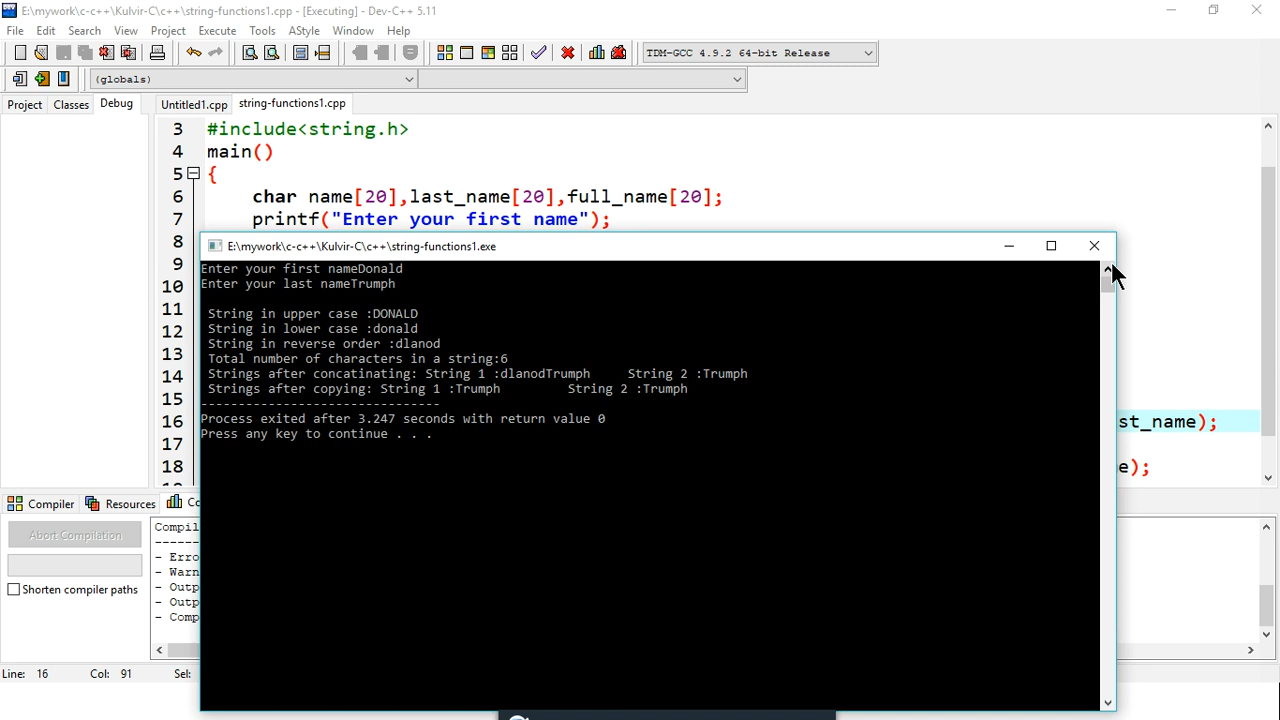 E:\mywork\c-c++\Kulvir-C\c++\string-functions1.cpp - [Executing] - Dev-C++ 5.11
File Edit Search View Project Execute Tools AStyle Window Help
TDM-GCC 4.9.2 64-bit Release
(globals)
Project Classes Debug Untitled1.cpp string-functions1.cpp
3 #include<string.h>
4 main()
5 {
6 char name[20],last_name[20],full_name[20];
7 printf("Enter your first name");
8
9
10
11
12
13
14
15
16 st_name);
17
18 e);
E:\mywork\c-c++\Kulvir-C\c++\string-functions1.exe
Enter your first nameDonald
Enter your last nameTrumph
String in upper case :DONALD
String in lower case :donald
String in reverse order :dlanod
Total number of characters in a string:6
Strings after concatinating: String 1 :dlanodTrumph String 2 :Trumph
Strings after copying: String 1 :Trumph String 2 :Trumph
--------------------------------
Process exited after 3.247 seconds with return value 0
Press any key to continue . . .
Compiler Resources Co
Abort Compilation
Shorten compiler paths
Compil
------
- Erro
- Warn
- Outp
- Outp
- Comp
Line: 16 Col: 91 Sel: